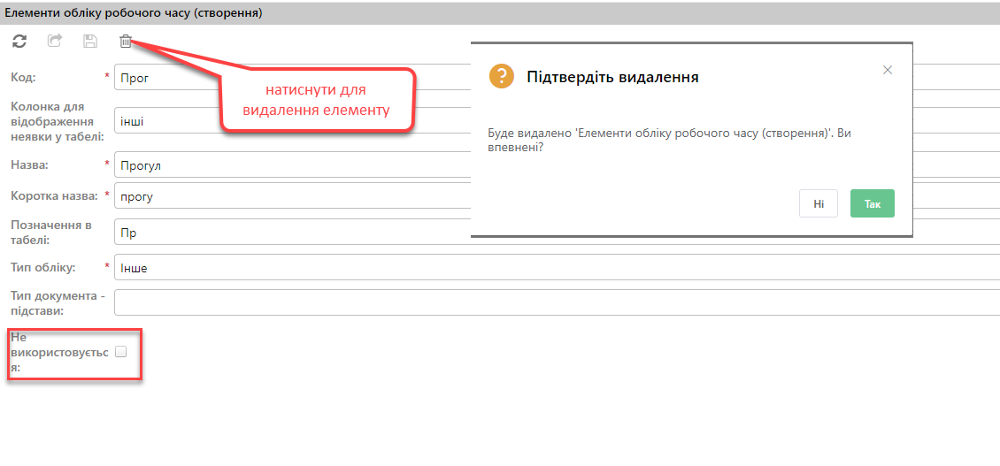 Елементи обліку робочого часу (створення)
Код: * Прог
натиснути для
видалення елементу
Колонка для
відображення
неявки у табелі:
інші
Назва: * Прогул
Коротка назва: * прогу
Позначення в
табелі:
Пр
Тип обліку: * Інше
Тип документа -
підстави:
Не
використовуєтьс
я:
Підтвердіть видалення
Буде видалено 'Елементи обліку робочого часу (створення)'. Ви
впевнені?
Ні
Так